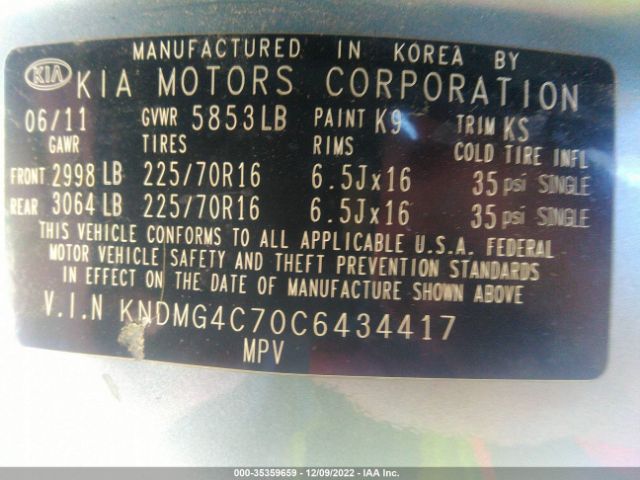 MANUFACTURED IN KOREA BY
KIA KIA MOTORS CORPORATION
06/11 GVWR 5853LB PAINT K9 TRIM KS
GAWR TIRES RIMS COLD TIRE INFL
FRONT 2998 LB 225/70R16 6.5Jx16 35 psi SINGLE
REAR 3064 LB 225/70R16 6.5Jx16 35 psi SINGLE
THIS VEHICLE CONFORMS TO ALL APPLICABLE U.S.A. FEDERAL
MOTOR VEHICLE SAFETY AND THEFT PREVENTION STANDARDS
IN EFFECT ON THE DATE OF MANUFACTURE SHOWN ABOVE
V.I.N KNDMG4C70C6434417
MPV
000-35359659 - 12/09/2022 - IAA Inc.